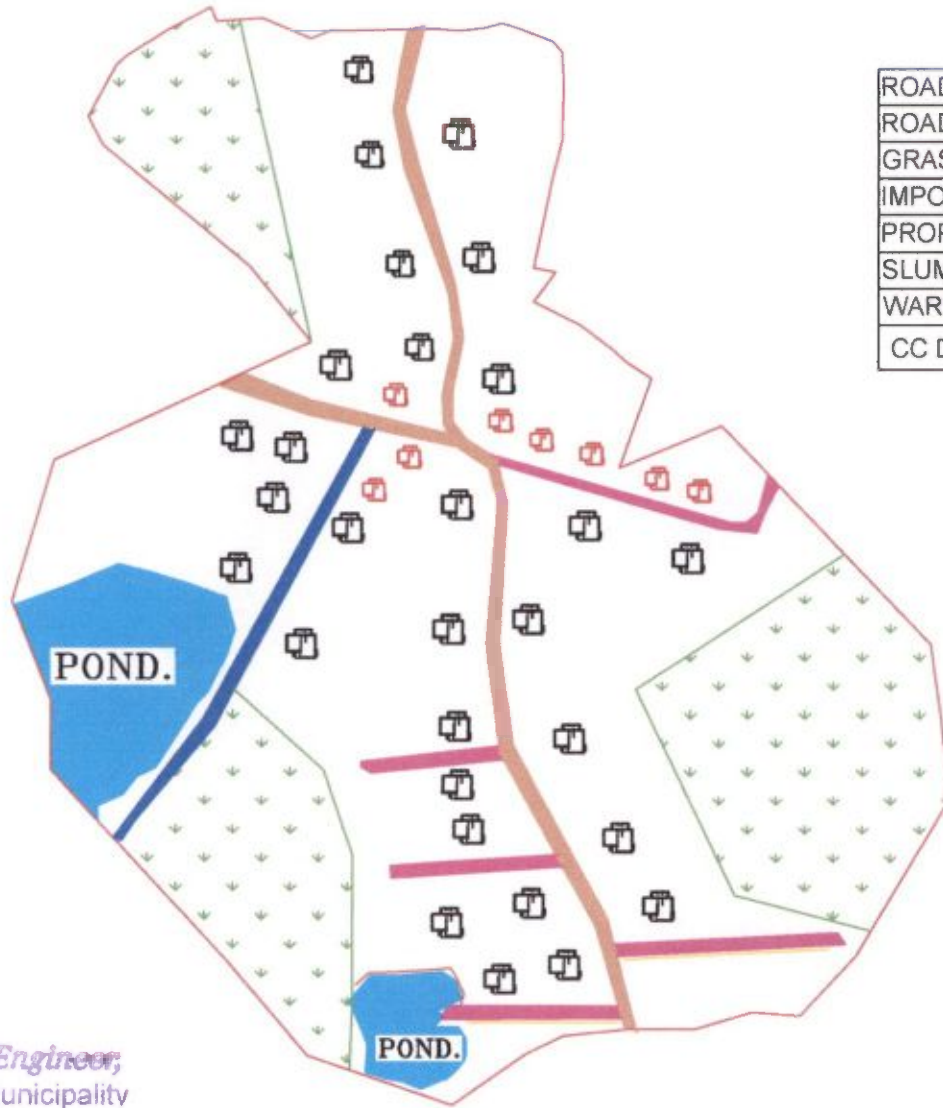 ROAD
ROAD
GRAS
IMPO
PROP
SLUM
WAR
CC D
POND.
POND.
Engineer,
unicipality